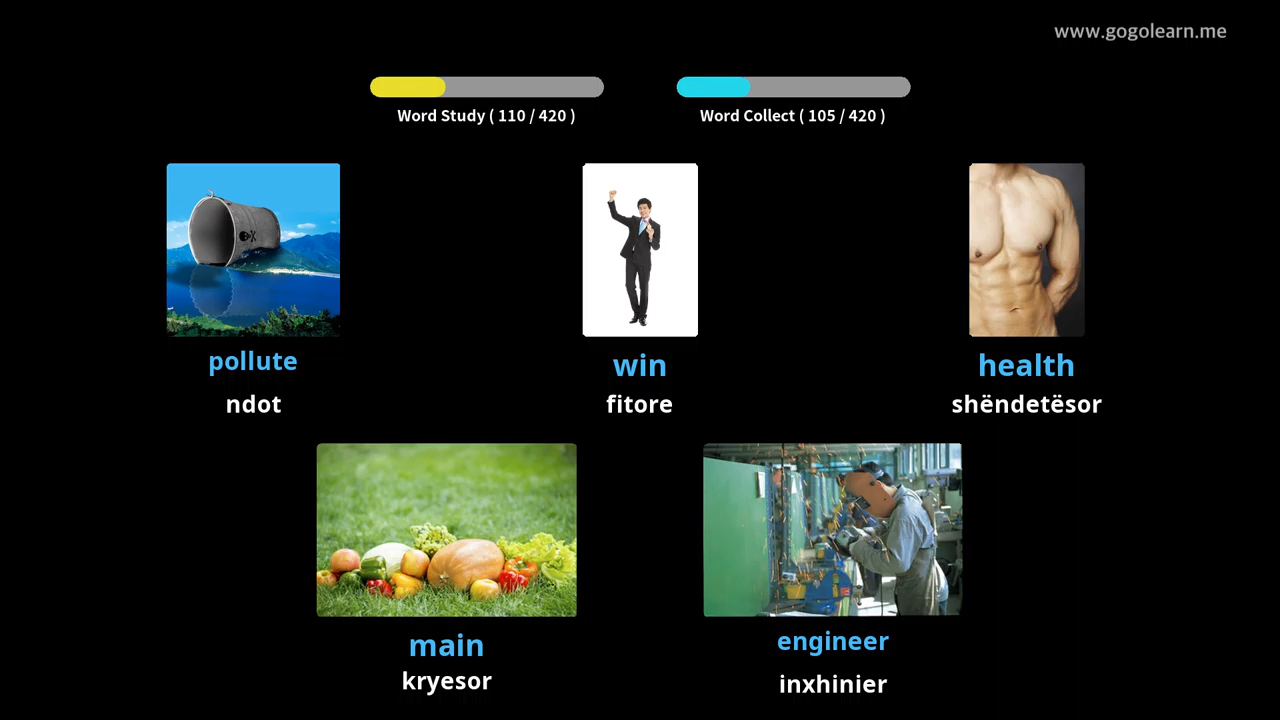 www.gogolearn.me
Word Study ( 110 / 420 )
Word Collect ( 105 / 420 )
pollute
ndot
win
fitore
health
shëndetësor
main
kryesor
engineer
inxhinier